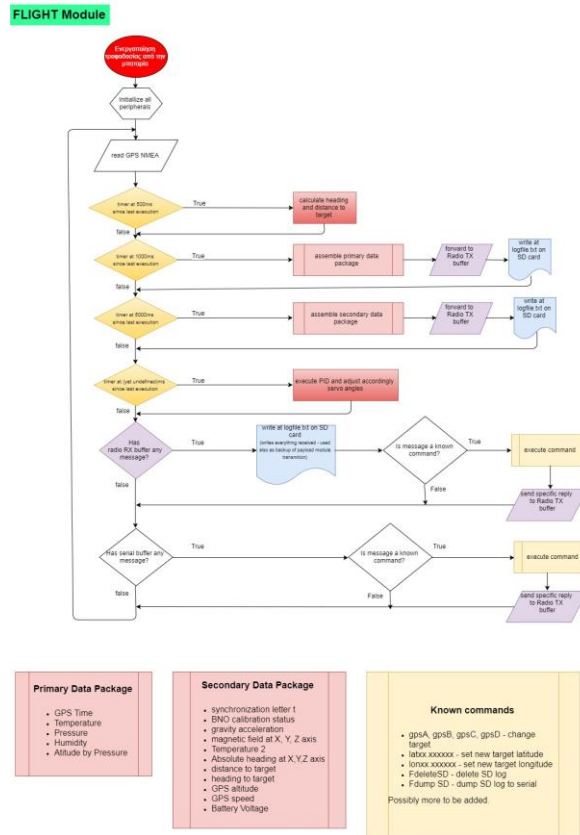 FLIGHT Module
Ενεργοποίηση
τροφοδοσίας από την
μπαταρία
Initiallize all
peripherals
read GPS NMEA
timer at 500ms
since last execution
True
calculate heading
and distance to
target
false
timer at 1000ms
since last execution
True
assemble primary data
package
forward to
Radio TX
buffer
write at
logfile.txt on
SD card
false
timer at 6000ms
since last execution
True
assemble secondary data
package
forward to
Radio TX
buffer
write at
logfile.txt on
SD card
false
timer at (yet undefined)ms
since last execution
True
execute PID and adjust accordingly
servo angles
false
Has
radio RX buffer any
message?
True
write at logfile.txt on SD
card
(writes everything received - used
also as backup of payload module
transmition)
Is message a known
command?
True
execute command
false
False
send specific reply
to Radio TX
buffer
Has serial buffer any
message?
True
Is message a known
command?
True
execute command
false
False
send specific reply
to Radio TX
buffer
Primary Data Package
• GPS Time
• Temperature
• Pressure
• Humidity
• Atitude by Pressure
Secondary Data Package
• synchronization letter t
• BNO calibration status
• gravity acceleration
• magnetic field at X, Y, Z axis
• Temperature 2
• Absolute heading at X,Y,Z axis
• distance to target
• heading to target
• GPS altitude
• GPS speed
• Battery Voltage
Known commands
• gpsA, gpsB, gpsC, gpsD - change
target
• latxx.xxxxxx - set new target latitude
• lonxx.xxxxxx - set new target longitude
• FdeleteSD - delete SD log
• Fdump SD - dump SD log to serial
Possibly more to be added.